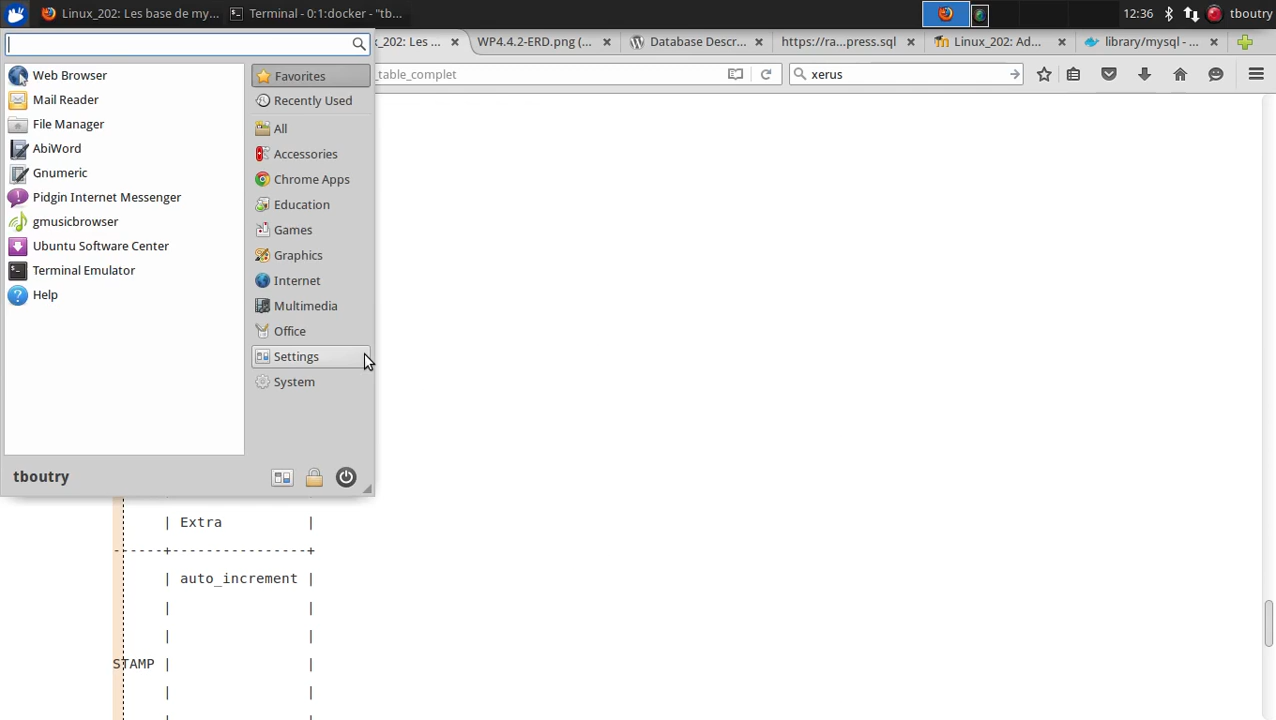 Linux_202: Les base de my...
Terminal - 0:1:docker - "tb...
12:36
tboutry
x_202: Les ...
WP4.4.2-ERD.png (...
Database Descr...
https://ra...press.sql
Linux_202: Ad...
library/mysql - ...
_table_complet
xerus
Web Browser
Mail Reader
File Manager
AbiWord
Gnumeric
Pidgin Internet Messenger
gmusicbrowser
Ubuntu Software Center
Terminal Emulator
Help
Favorites
Recently Used
All
Accessories
Chrome Apps
Education
Games
Graphics
Internet
Multimedia
Office
Settings
System
tboutry
| Extra |
------+----------------+
| auto_increment |
| |
| |
STAMP | |
| |